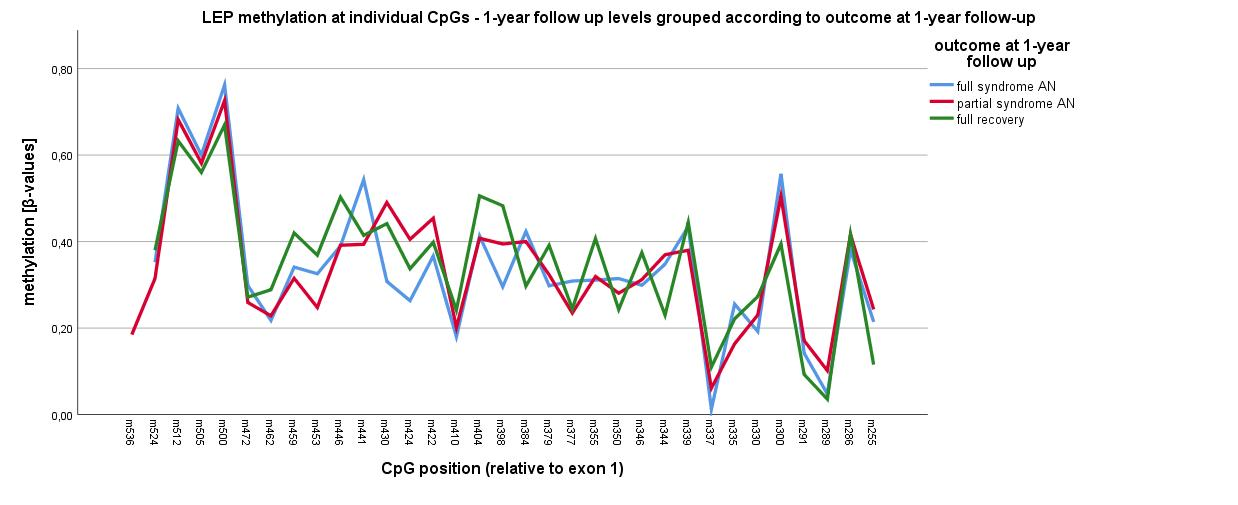 LEP methylation at individual CpGs - 1-year follow up levels grouped according to outcome at 1-year follow-up
outcome at 1-year
follow up
full syndrome AN
partial syndrome AN
full recovery
methylation [β-values]
0,80
0,60
0,40
0,20
0,00
m536
m524
m512
m505
m500
m472
m462
m459
m453
m446
m441
m430
m424
m422
m410
m404
m398
m384
m379
m377
m355
m350
m346
m344
m339
m337
m335
m330
m300
m291
m289
m286
m255
CpG position (relative to exon 1)